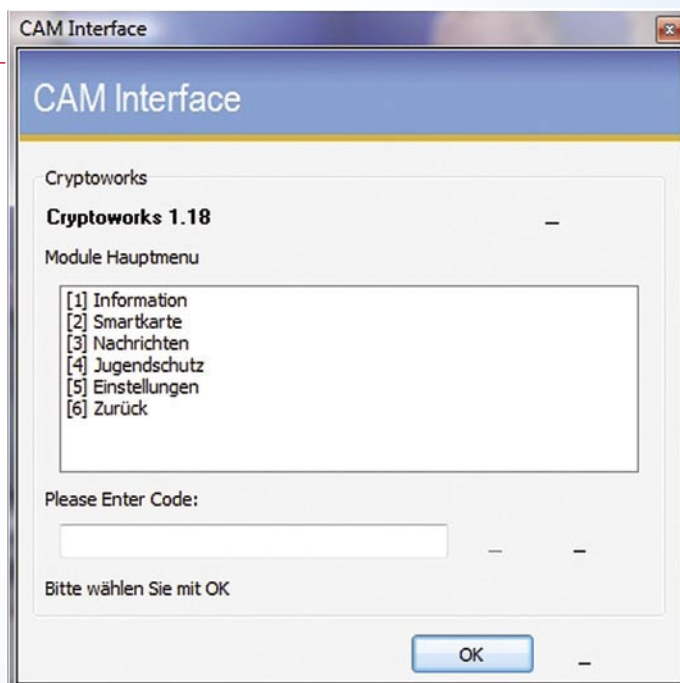 CAM Interface
CAM Interface
Cryptoworks
Cryptoworks 1.18
Module Hauptmenu
[1] Information
[2] Smartkarte
[3] Nachrichten
[4] Jugendschutz
[5] Einstellungen
[6] Zurück
Please Enter Code:
Bitte wählen Sie mit OK
OK